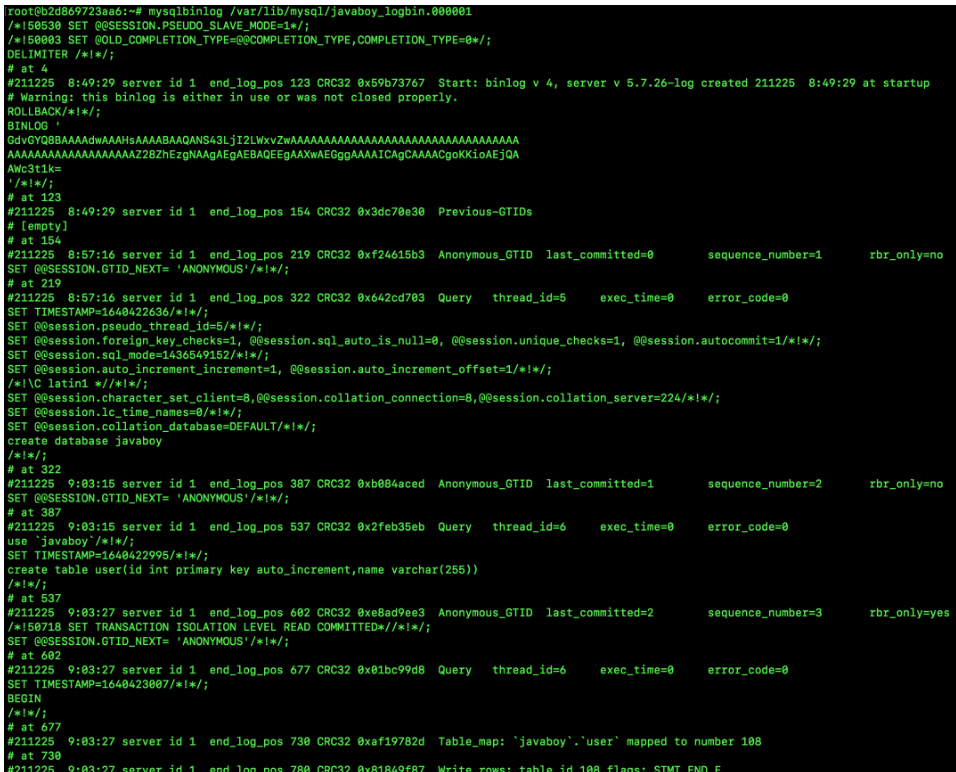 root@b2d869723aa6:~# mysqlbinlog /var/lib/mysql/javaboy_logbin.000001
/*!50530 SET @@SESSION.PSEUDO_SLAVE_MODE=1*/;
/*!50003 SET @OLD_COMPLETION_TYPE=@@COMPLETION_TYPE,COMPLETION_TYPE=0*/;
DELIMITER /*!*/;
# at 4
#211225  8:49:29 server id 1  end_log_pos 123 CRC32 0x59b73767  Start: binlog v 4, server v 5.7.26-log created 211225  8:49:29 at startup
# Warning: this binlog is either in use or was not closed properly.
ROLLBACK/*!*/;
BINLOG '
GdvGYQ8BAAAAdwAAAHsAAAABAAQANS43LjI2LWxvZwAAAAAAAAAAAAAAAAAAAAAAAAAAAAAAAAAA
AAAAAAAAAAAAAAAAAAAZ28ZhEzgNAAgAEgAEBAQEEgAAXwAEGggAAAAICAgCAAAACgoKKioAEjQA
AWc3t1k=
'/*!*/;
# at 123
#211225  8:49:29 server id 1  end_log_pos 154 CRC32 0x3dc70e30  Previous-GTIDs
# [empty]
# at 154
#211225  8:57:16 server id 1  end_log_pos 219 CRC32 0xf24615b3  Anonymous_GTID  last_committed=0        sequence_number=1       rbr_only=no
SET @@SESSION.GTID_NEXT= 'ANONYMOUS'/*!*/;
# at 219
#211225  8:57:16 server id 1  end_log_pos 322 CRC32 0x642cd703  Query   thread_id=5     exec_time=0     error_code=0
SET TIMESTAMP=1640422636/*!*/;
SET @@session.pseudo_thread_id=5/*!*/;
SET @@session.foreign_key_checks=1, @@session.sql_auto_is_null=0, @@session.unique_checks=1, @@session.autocommit=1/*!*/;
SET @@session.sql_mode=1436549152/*!*/;
SET @@session.auto_increment_increment=1, @@session.auto_increment_offset=1/*!*/;
/*!\C latin1 *//*!*/;
SET @@session.character_set_client=8,@@session.collation_connection=8,@@session.collation_server=224/*!*/;
SET @@session.lc_time_names=0/*!*/;
SET @@session.collation_database=DEFAULT/*!*/;
create database javaboy
/*!*/;
# at 322
#211225  9:03:15 server id 1  end_log_pos 387 CRC32 0xb084aced  Anonymous_GTID  last_committed=1        sequence_number=2       rbr_only=no
SET @@SESSION.GTID_NEXT= 'ANONYMOUS'/*!*/;
# at 387
#211225  9:03:15 server id 1  end_log_pos 537 CRC32 0x2feb35eb  Query   thread_id=6     exec_time=0     error_code=0
use `javaboy`/*!*/;
SET TIMESTAMP=1640422995/*!*/;
create table user(id int primary key auto_increment,name varchar(255))
/*!*/;
# at 537
#211225  9:03:27 server id 1  end_log_pos 602 CRC32 0xe8ad9ee3  Anonymous_GTID  last_committed=2        sequence_number=3       rbr_only=yes
/*!50718 SET TRANSACTION ISOLATION LEVEL READ COMMITTED*//*!*/;
SET @@SESSION.GTID_NEXT= 'ANONYMOUS'/*!*/;
# at 602
#211225  9:03:27 server id 1  end_log_pos 677 CRC32 0x01bc99d8  Query   thread_id=6     exec_time=0     error_code=0
SET TIMESTAMP=1640423007/*!*/;
BEGIN
/*!*/;
# at 677
#211225  9:03:27 server id 1  end_log_pos 730 CRC32 0xaf19782d  Table_map: `javaboy`.`user` mapped to number 108
# at 730
#211225  9:03:27 server id 1  end_log_pos 780 CRC32 0x81849f87  Write_rows: table id 108 flags: STMT_END_F